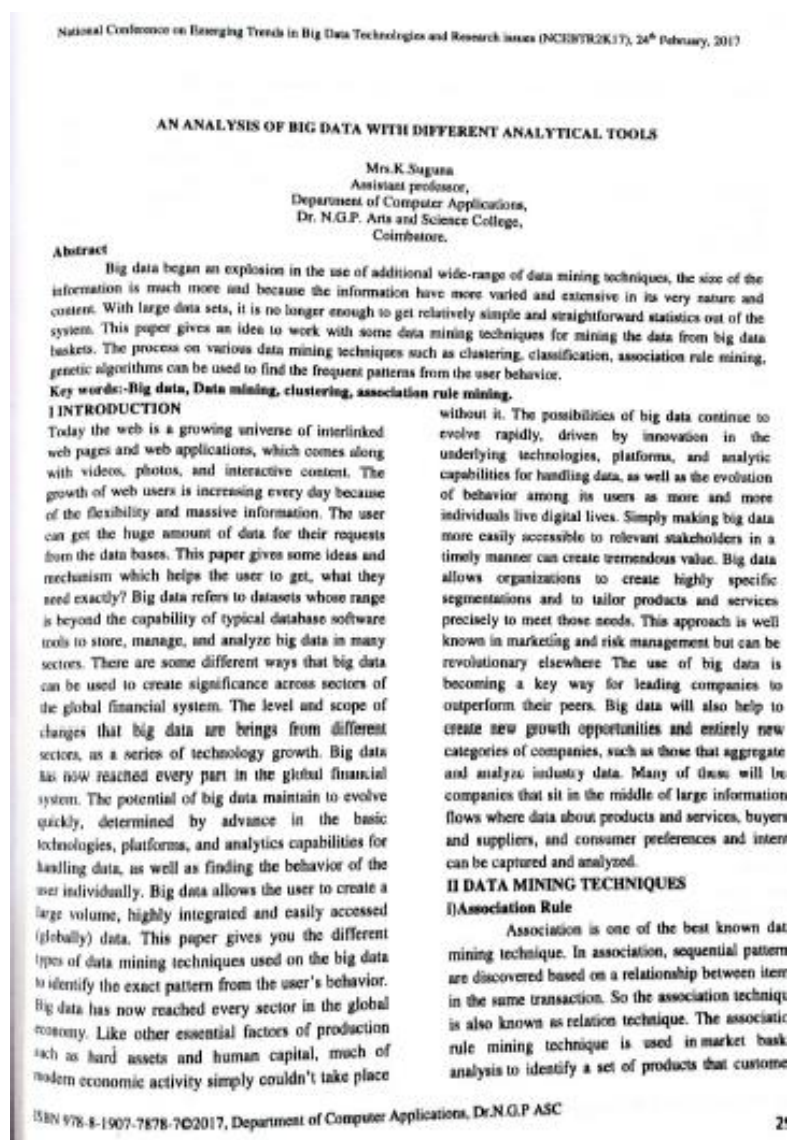 National Conference on Emerging Trends in Big Data Technologies and Research issues (NCEBTR2K17), 24th February, 2017
AN ANALYSIS OF BIG DATA WITH DIFFERENT ANALYTICAL TOOLS
Mrs.K.Suguna
Assistant professor,
Department of Computer Applications,
Dr. N.G.P. Arts and Science College,
Coimbatore.
Abstract
Big data began an explosion in the use of additional wide-range of data mining techniques, the size of the
information is much more and because the information have more varied and extensive in its very nature and
content. With large data sets, it is no longer enough to get relatively simple and straightforward statistics out of the
system. This paper gives an idea to work with some data mining techniques for mining the data from big data
baskets. The process on various data mining techniques such as clustering, classification, association rule mining,
genetic algorithms can be used to find the frequent patterns from the user behavior.
Key words:-Big data, Data mining, clustering, association rule mining.
I INTRODUCTION
Today the web is a growing universe of interlinked
web pages and web applications, which comes along
with videos, photos, and interactive content. The
growth of web users is increasing every day because
of the flexibility and massive information. The user
can get the huge amount of data for their requests
from the data bases. This paper gives some ideas and
mechanism which helps the user to get, what they
need exactly? Big data refers to datasets whose range
is beyond the capability of typical database software
tools to store, manage, and analyze big data in many
sectors. There are some different ways that big data
can be used to create significance across sectors of
the global financial system. The level and scope of
changes that big data are brings from different
sectors, as a series of technology growth. Big data
has now reached every part in the global financial
system. The potential of big data maintain to evolve
quickly, determined by advance in the basic
technologies, platforms, and analytics capabilities for
handling data, as well as finding the behavior of the
user individually. Big data allows the user to create a
large volume, highly integrated and easily accessed
(globally) data. This paper gives you the different
types of data mining techniques used on the big data
to identify the exact pattern from the user's behavior.
Big data has now reached every sector in the global
economy. Like other essential factors of production
such as hard assets and human capital, much of
modern economic activity simply couldn't take place
without it. The possibilities of big data continue to
evolve rapidly, driven by innovation in the
underlying technologies, platforms, and analytic
capabilities for handling data, as well as the evolution
of behavior among its users as more and more
individuals live digital lives. Simply making big data
more easily accessible to relevant stakeholders in a
timely manner can create tremendous value. Big data
allows organizations to create highly specific
segmentations and to tailor products and services
precisely to meet those needs. This approach is well
known in marketing and risk management but can be
revolutionary elsewhere The use of big data is
becoming a key way for leading companies to
outperform their peers. Big data will also help to
create new growth opportunities and entirely new
categories of companies, such as those that aggregate
and analyze industry data. Many of these will be
companies that sit in the middle of large information
flows where data about products and services, buyers
and suppliers, and consumer preferences and intent
can be captured and analyzed.
II DATA MINING TECHNIQUES
i)Association Rule
Association is one of the best known dat
mining technique. In association, sequential pattern
are discovered based on a relationship between item
in the same transaction. So the association techniqu
is also known as relation technique. The associatio
rule mining technique is used in market bask
analysis to identify a set of products that custome
ISBN 978-8-1907-7878-7©2017, Department of Computer Applications, Dr.N.G.P ASC